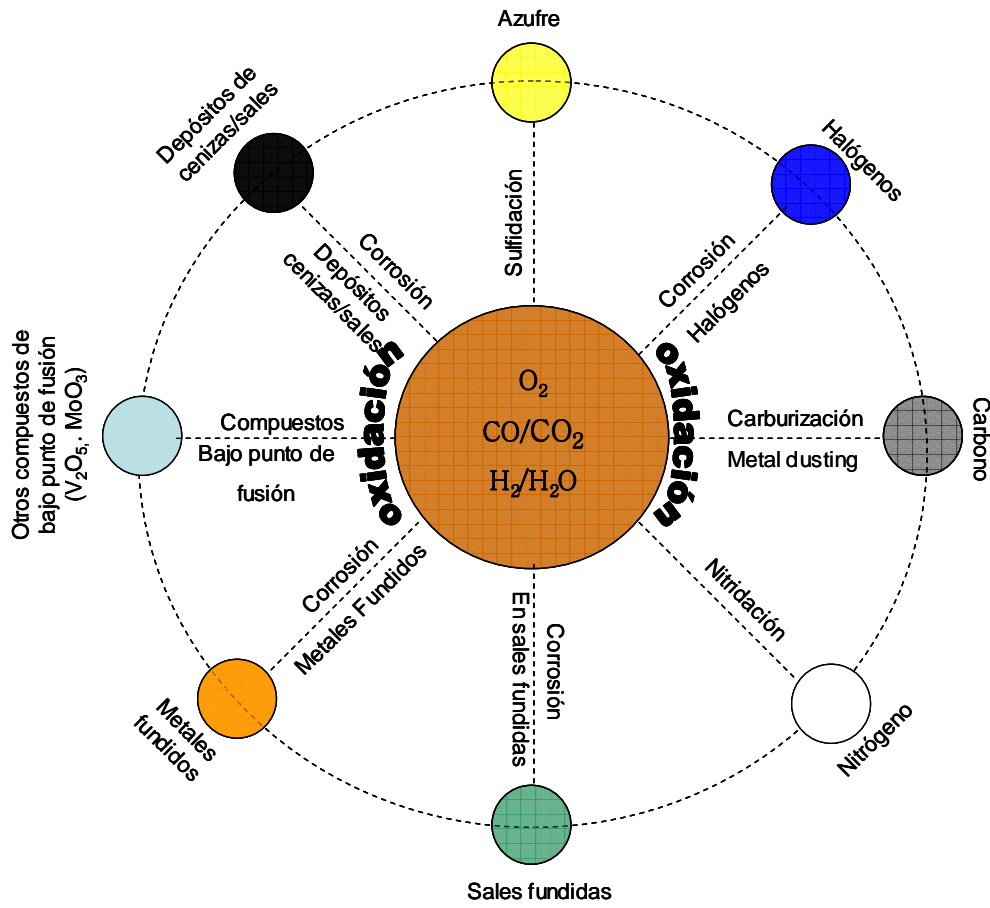 Azufre
Depósitos de
cenizas/sales
Halógenos
Sulfidación
Corrosión
Depósitos
cenizas/sales
Corrosión
Halógenos
oxidación
oxidación
O₂
CO/CO₂
H₂/H₂O
Otros compuestos de
bajo punto de fusión
(V₂O₅, MoO₃)
Compuestos
Bajo punto de
fusión
Carburización
Metal dusting
Carbono
Corrosión
Metales Fundidos
Corrosión
En sales fundidas
Nitridación
Metales
fundidos
Nitrógeno
Sales fundidas